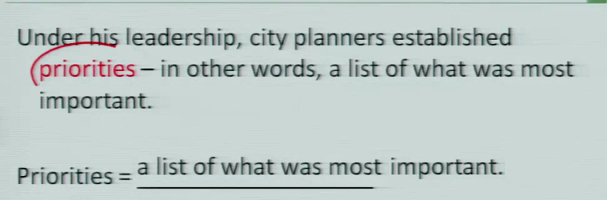 Under his leadership, city planners established
priorities – in other words, a list of what was most
important.
Priorities = a list of what was most important.